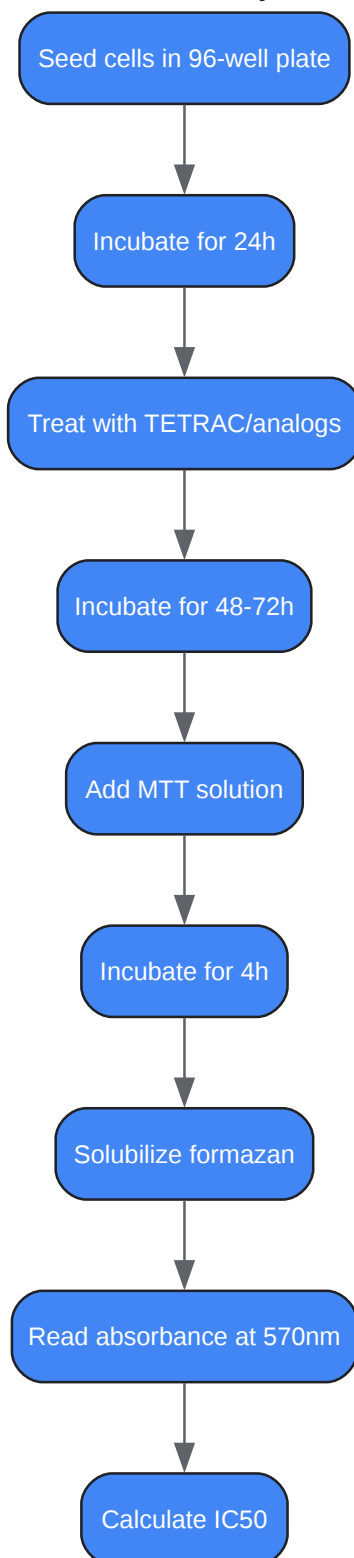 Seed cells in 96-well plate
Incubate for 24h
Treat with TETRAC/analogs
Incubate for 48-72h
Add MTT solution
Incubate for 4h
Solubilize formazan
Read absorbance at 570nm
Calculate IC50